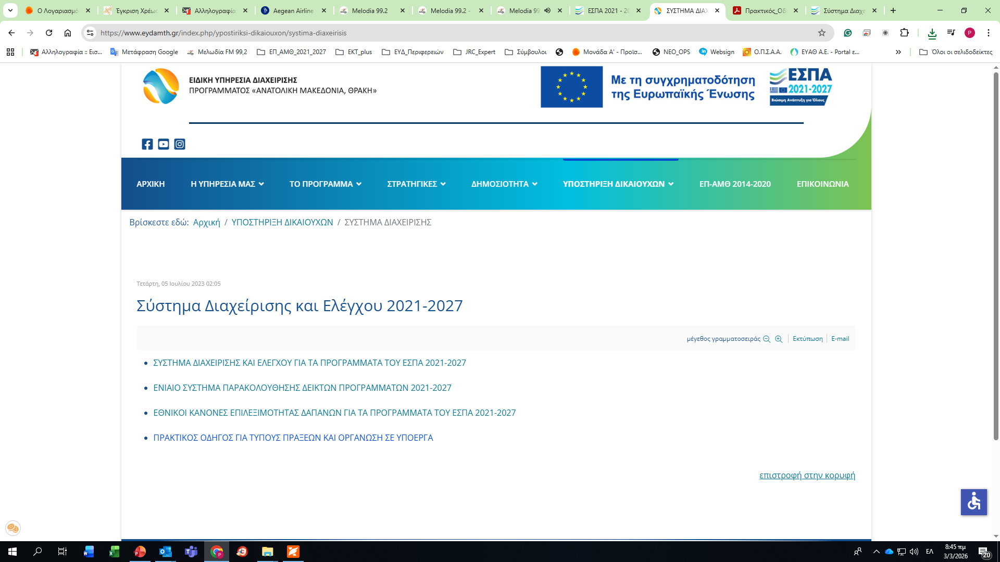 Ο Λογαριασμό
Έγκριση Χρέωσ
Αλληλογραφία
Aegean Airline
Melodia 99.2
Melodia 99.2 -
Melodia 99
ΕΣΠΑ 2021 - 20
ΣΥΣΤΗΜΑ ΔΙΑΧ
Πρακτικός_Οδ
Σύστημα Διαχε
https://www.eydamth.gr/index.php/ypostiriksi-dikaiouxon/systima-diaxeirisis
P
Αλληλογραφία :: Εισ...
Μετάφραση Google
Μελωδία FM 99,2
ΕΠ_ΑΜΘ_2021_2027
EKT_plus
ΕΥΔ_Περιφερειών
JRC_Expert
Σύμβουλοι
Μονάδα Α' - Προϊσ...
NEO_OPS
Websign
Ο.Π.Σ.Α.Α.
ΕΥΑΘ Α.Ε. - Portal ε...
Όλοι οι σελιδοδείκτες
ΕΙΔΙΚΗ ΥΠΗΡΕΣΙΑ ΔΙΑΧΕΙΡΙΣΗΣ
ΠΡΟΓΡΑΜΜΑΤΟΣ «ΑΝΑΤΟΛΙΚΗ ΜΑΚΕΔΟΝΙΑ, ΘΡΑΚΗ»
Με τη συγχρηματοδότηση
της Ευρωπαϊκής Ένωσης
ΕΣΠΑ
2021-2027
Βιώσιμη Ανάπτυξη για Όλους
ΑΡΧΙΚΗ
Η ΥΠΗΡΕΣΙΑ ΜΑΣ
ΤΟ ΠΡΟΓΡΑΜΜΑ
ΣΤΡΑΤΗΓΙΚΕΣ
ΔΗΜΟΣΙΟΤΗΤΑ
ΥΠΟΣΤΗΡΙΞΗ ΔΙΚΑΙΟΥΧΩΝ
ΕΠ-ΑΜΘ 2014-2020
ΕΠΙΚΟΙΝΩΝΙΑ
Βρίσκεστε εδώ: Αρχική / ΥΠΟΣΤΗΡΙΞΗ ΔΙΚΑΙΟΥΧΩΝ / ΣΥΣΤΗΜΑ ΔΙΑΧΕΙΡΙΣΗΣ
Τετάρτη, 05 Ιουλίου 2023 02:05
Σύστημα Διαχείρισης και Ελέγχου 2021-2027
μέγεθος γραμματοσειράς
Εκτύπωση
E-mail
ΣΥΣΤΗΜΑ ΔΙΑΧΕΙΡΙΣΗΣ ΚΑΙ ΕΛΕΓΧΟΥ ΓΙΑ ΤΑ ΠΡΟΓΡΑΜΜΑΤΑ ΤΟΥ ΕΣΠΑ 2021-2027
ΕΝΙΑΙΟ ΣΥΣΤΗΜΑ ΠΑΡΑΚΟΛΟΥΘΗΣΗΣ ΔΕΙΚΤΩΝ ΠΡΟΓΡΑΜΜΑΤΩΝ 2021-2027
ΕΘΝΙΚΟΙ ΚΑΝΟΝΕΣ ΕΠΙΛΕΞΙΜΟΤΗΤΑΣ ΔΑΠΑΝΩΝ ΓΙΑ ΤΑ ΠΡΟΓΡΑΜΜΑΤΑ ΤΟΥ ΕΣΠΑ 2021-2027
ΠΡΑΚΤΙΚΟΣ ΟΔΗΓΟΣ ΓΙΑ ΤΥΠΟΥΣ ΠΡΑΞΕΩΝ ΚΑΙ ΟΡΓΑΝΩΣΗ ΣΕ ΥΠΟΕΡΓΑ
επιστροφή στην κορυφή
ΕΛ
8:45 πμ
3/3/2026
20